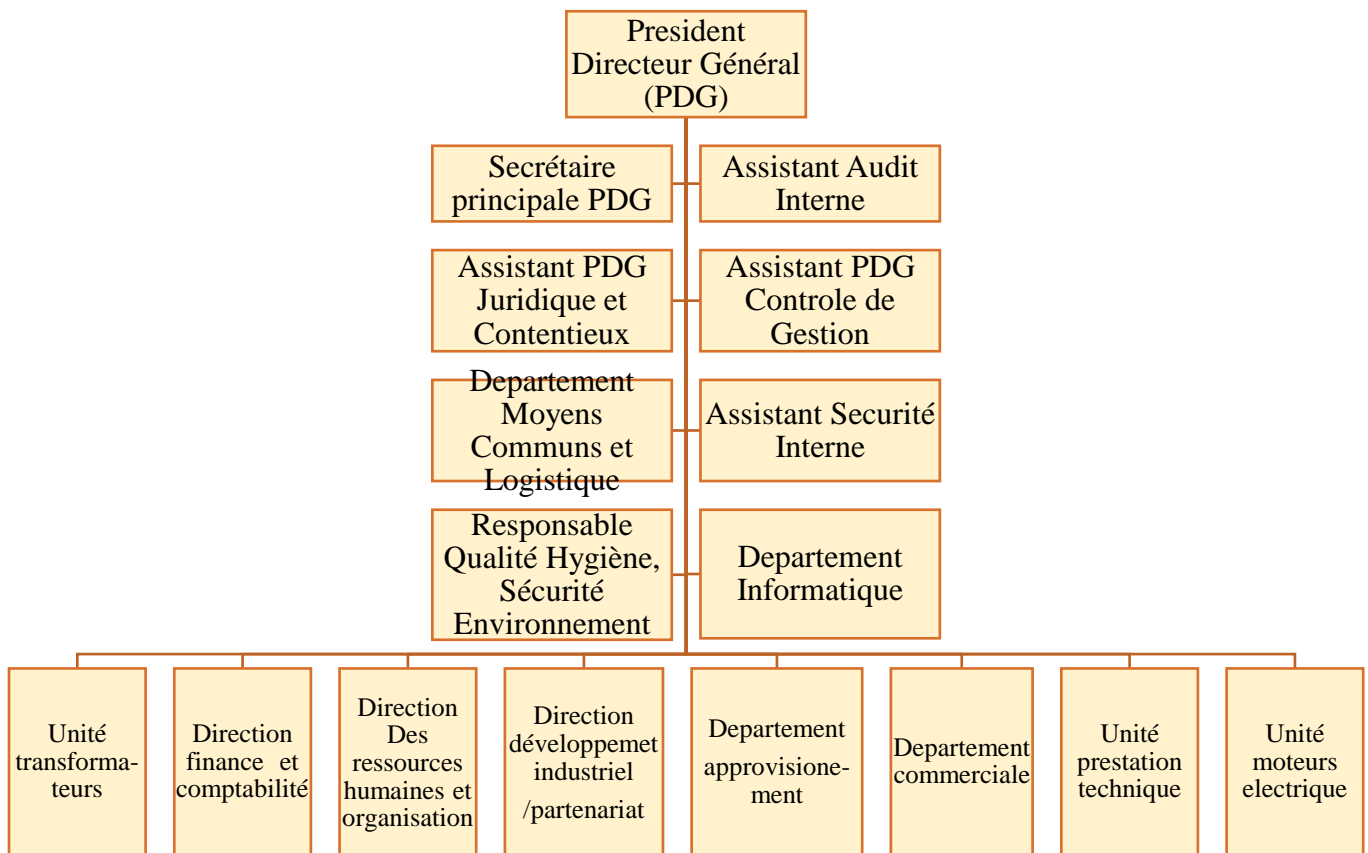 President
Directeur Général
(PDG)
Secrétaire
principale PDG
Assistant Audit
Interne
Assistant PDG
Juridique et
Contentieux
Assistant PDG
Controle de
Gestion
Departement
Moyens
Communs et
Logistique
Assistant Securité
Interne
Responsable
Qualité Hygiène,
Sécurité
Environnement
Departement
Informatique
Unité
transforma-
teurs
Direction
finance et
comptabilité
Direction
Des
ressources
humaines et
organisation
Direction
développemet
industriel
/partenariat
Departement
approvisione-
ment
Departement
commerciale
Unité
prestation
technique
Unité
moteurs
electrique